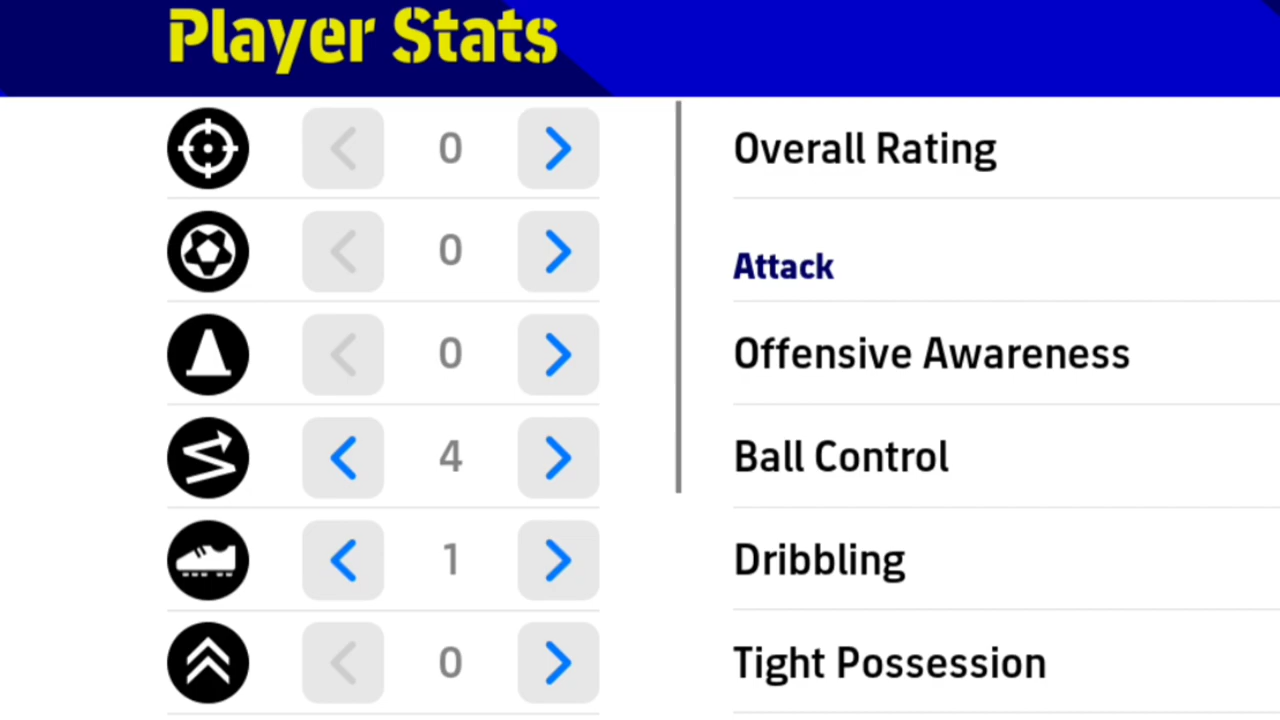 Player Stats
0
Overall Rating
0
Attack
0
Offensive Awareness
4
Ball Control
1
Dribbling
0
Tight Possession